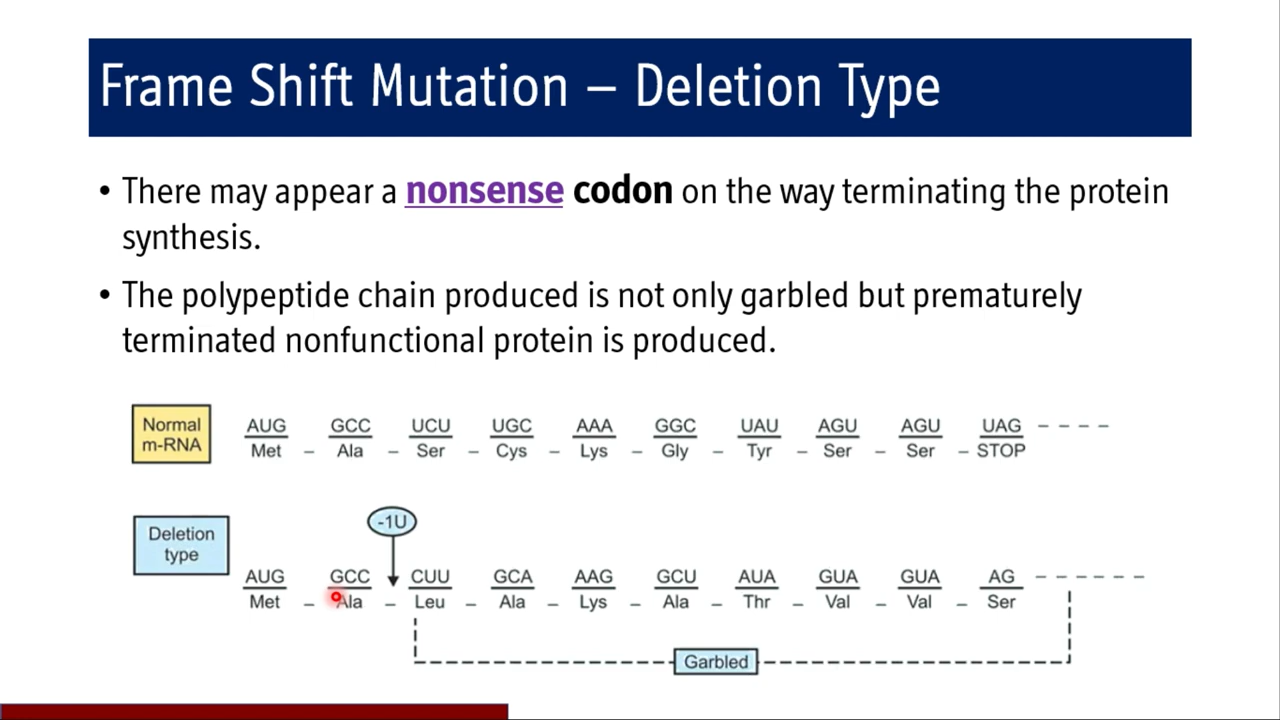 Frame Shift Mutation – Deletion Type
• There may appear a nonsense codon on the way terminating the protein
synthesis.
• The polypeptide chain produced is not only garbled but prematurely
terminated nonfunctional protein is produced.
Normal
m-RNA
AUG GCC UCU UGC AAA GGC UAU AGU AGU UAG
Met – Ala – Ser – Cys – Lys – Gly – Tyr – Ser – Ser – STOP
-1U
Deletion
type
AUG GCC CUU GCA AAG GCU AUA GUA GUA AG
Met – Ala – Leu – Ala – Lys – Ala – Thr – Val – Val – Ser
Garbled